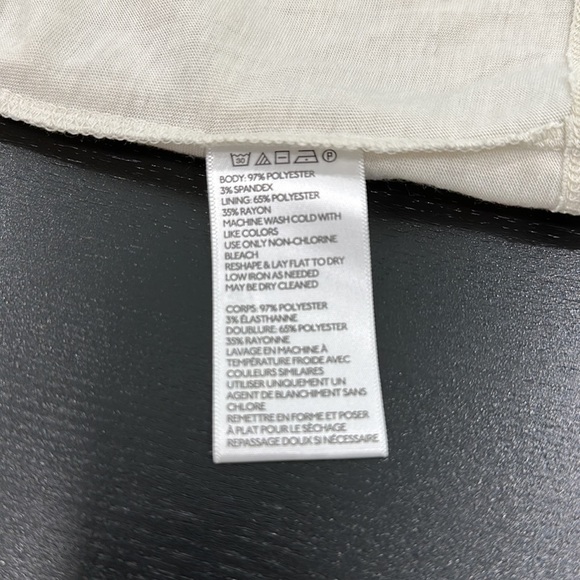 30 P
BODY: 97% POLYESTER
3% SPANDEX
LINING: 65% POLYESTER
35% RAYON
MACHINE WASH COLD WITH
LIKE COLORS
USE ONLY NON-CHLORINE
BLEACH
RESHAPE & LAY FLAT TO DRY
LOW IRON AS NEEDED
MAY BE DRY CLEANED
CORPS: 97% POLYESTER
3% ÉLASTHANNE
DOUBLURE: 65% POLYESTER
35% RAYONNE
LAVAGE EN MACHINE À
TEMPÉRATURE FROIDE AVEC
COULEURS SIMILAIRES
UTILISER UNIQUEMENT UN
AGENT DE BLANCHIMENT SANS
CHLORE
REMETTRE EN FORME ET POSER
À PLAT POUR LE SÈCHAGE
REPASSAGE DOUX SI NÉCESSAIRE